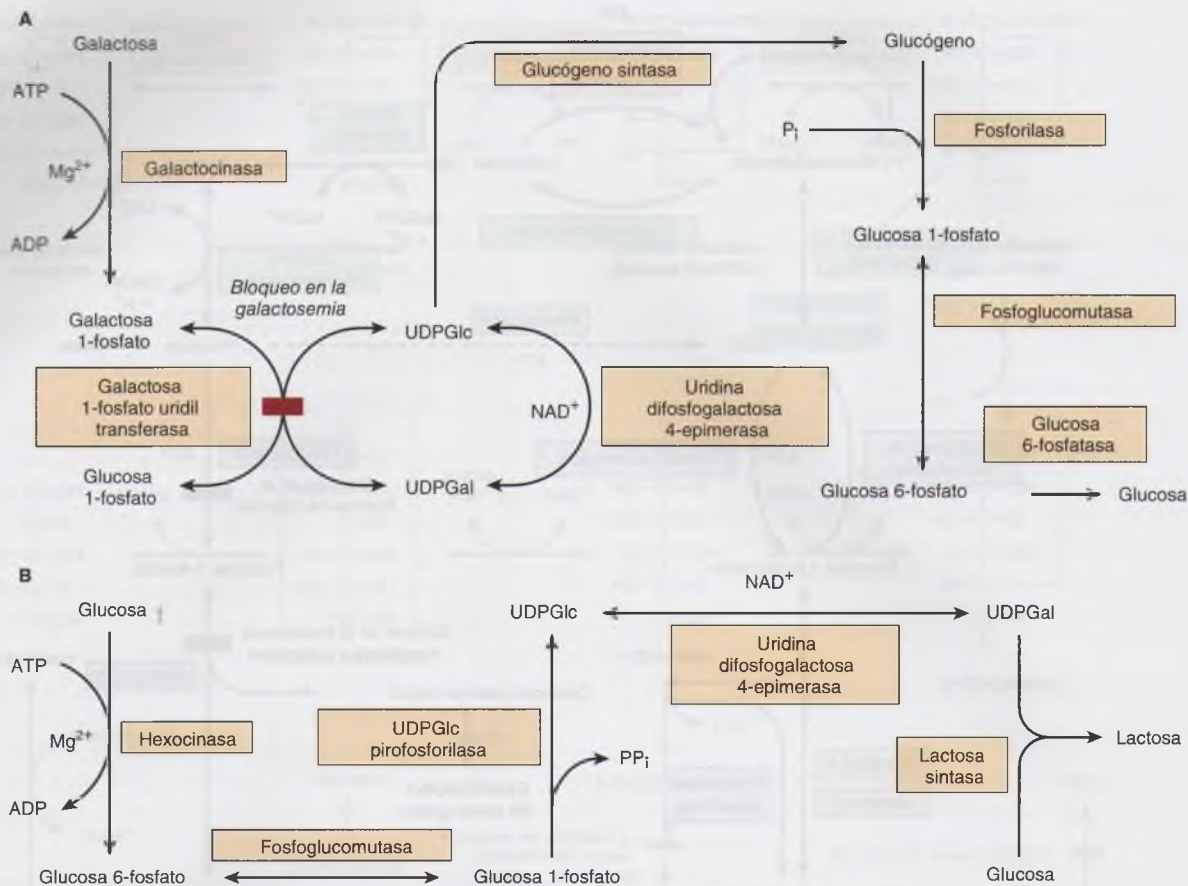 A
Galactosa
ATP
Mg2+
Galactocinasa
ADP
Galactosa
1-fosfato
Bloqueo en la
galactosemia
Galactosa
1-fosfato uridil
transferasa
Glucosa
1-fosfato
UDPGlc
NAD+
UDPGal
Uridina
difosfogalactosa
4-epimerasa
Glucógeno sintasa
Glucógeno
Pi
Fosforilasa
Glucosa 1-fosfato
Fosfoglucomutasa
Glucosa
6-fosfatasa
Glucosa 6-fosfato
Glucosa
B
Glucosa
ATP
Mg2+
Hexocinasa
ADP
Glucosa 6-fosfato
Fosfoglucomutasa
Glucosa 1-fosfato
UDPGlc
pirofosforilasa
PPi
UDPGlc
NAD+
Uridina
difosfogalactosa
4-epimerasa
UDPGal
Lactosa
sintasa
Lactosa
Glucosa